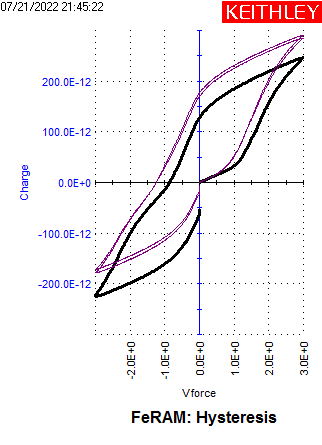 07/21/2022 21:45:22
KEITHLEY
200.0E-12
100.0E-12
Charge
0.0E+0
-100.0E-12
-200.0E-12
-2.0E+0
-1.0E+0
0.0E+0
1.0E+0
2.0E+0
3.0E+0
Vforce
FeRAM: Hysteresis